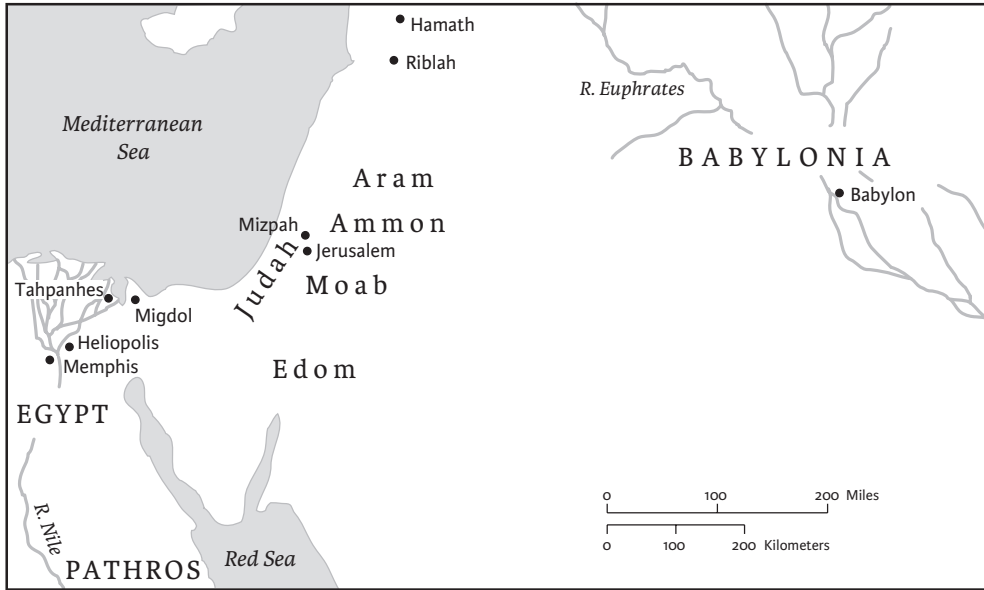 Hamath
Riblah
R. Euphrates
Mediterranean
Sea
BABYLONIA
Aram
Babylon
Mizpah
Ammon
Jerusalem
Judah
Moab
Tahpanhes
Migdol
Heliopolis
Memphis
Edom
EGYPT
0 100 200 Miles
R. Nile
0 100 200 Kilometers
Red Sea
PATHROS